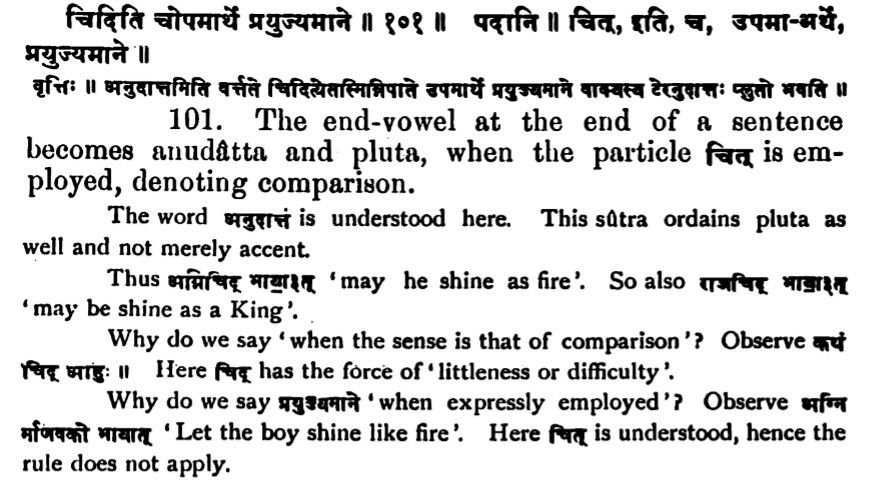 चिदिति चोपमार्थे प्रयुज्यमाने ॥ १०१ ॥ पदानि ॥ चित्, इति, च, उपमा-अर्थे,
प्रयुज्यमाने ॥
वृत्तिः ॥ अनुदात्तमिति वर्त्तते चिदित्येतस्मिन्निपाते उपमार्थे प्रयुज्यमाने वाक्यस्य टेरनुदात्तः प्लुतो भवति ॥
101. The end-vowel at the end of a sentence
becomes anudâtta and pluta, when the particle चित् is em-
ployed, denoting comparison.
The word अनुदात्तं is understood here. This sûtra ordains pluta as
well and not merely accent.
Thus अग्निचिद् भाया॒३त् ‘may he shine as fire’. So also राजचिद् भाया॒३त्
‘may be shine as a King’.
Why do we say ‘when the sense is that of comparison’? Observe कथं
चिद् आहुः ॥ Here चिद् has the force of ‘littleness or difficulty’.
Why do we say प्रयुज्यमाने ‘when expressly employed’? Observe अग्नि
र्माणवको भायात् ‘Let the boy shine like fire’. Here चित् is understood, hence the
rule does not apply.